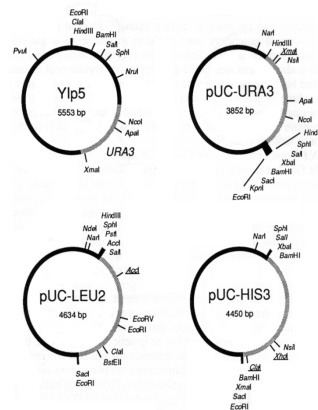 EcoRI
ClaI
HindIII
BamHI
SalI
SphI
PvuI
NruI
YIp5
5553 bp
NcoI
ApaI
URA3
XmaI
NarI
HindIII
XmaI
NsiI
pUC-URA3
3852 bp
ApaI
NcoI
Hind
SphI
SalI
XbaI
BamHI
SacI
KpnI
EcoRI
HindIII
SphI
PstI
AccI
SalI
NdeI
NarI
AccI
pUC-LEU2
4634 bp
EcoRV
EcoRI
ClaI
BstEII
SacI
EcoRI
SphI
SalI
XbaI
BamHI
NarI
pUC-HIS3
4450 bp
NsiI
XhoI
ClaI
BamHI
XmaI
SacI
EcoRI